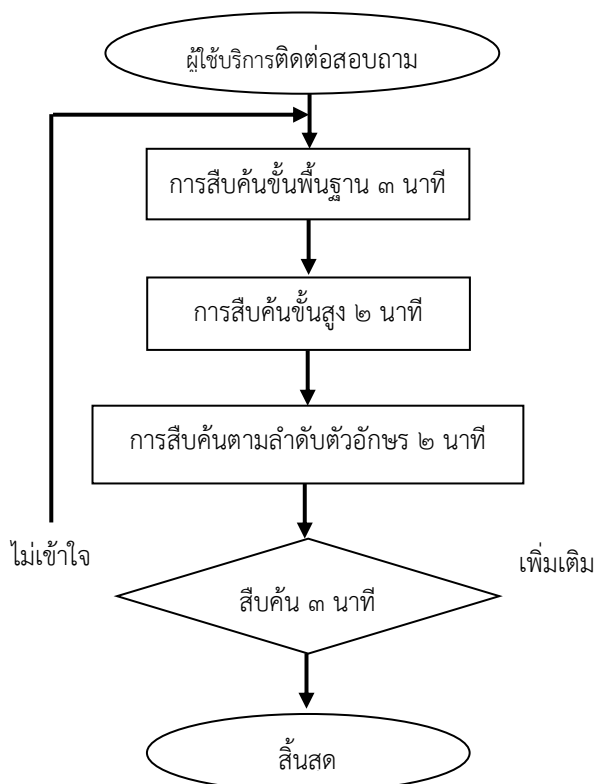 ผู้ใช้บริการติดต่อสอบถาม
การสืบค้นขั้นพื้นฐาน ๓ นาที
การสืบค้นขั้นสูง ๒ นาที
การสืบค้นตามลำดับตัวอักษร ๒ นาที
ไม่เข้าใจ
เพิ่มเติม
สืบค้น ๓ นาที
สิ้นสด